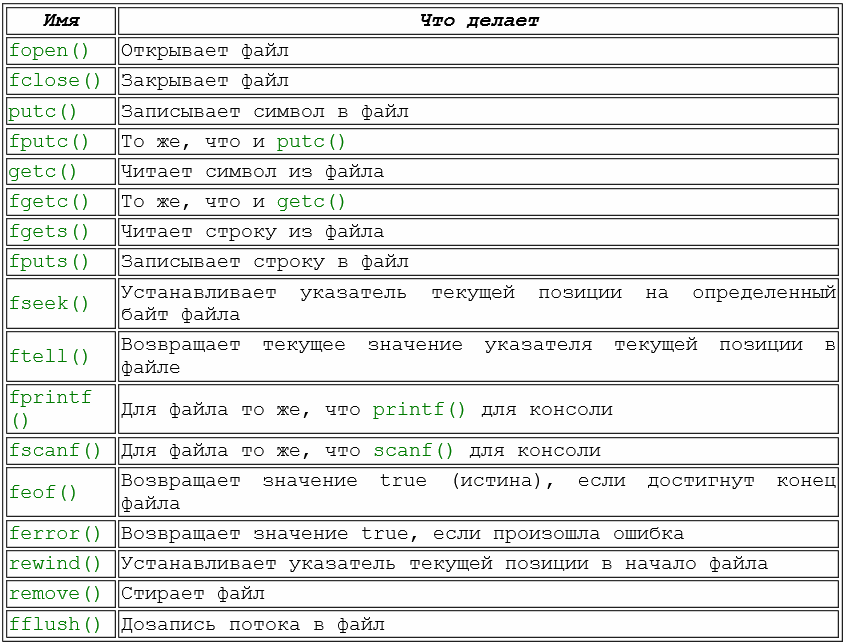 Имя Что делает
fopen() Открывает файл
fclose() Закрывает файл
putc() Записывает символ в файл
fputc() То же, что и putc()
getc() Читает символ из файла
fgetc() То же, что и getc()
fgets() Читает строку из файла
fputs() Записывает строку в файл
fseek() Устанавливает указатель текущей позиции на определенный
байт файла
ftell() Возвращает текущее значение указателя текущей позиции в
файле
fprintf
() Для файла то же, что printf() для консоли
fscanf() Для файла то же, что scanf() для консоли
feof() Возвращает значение true (истина), если достигнут конец
файла
ferror() Возвращает значение true, если произошла ошибка
rewind() Устанавливает указатель текущей позиции в начало файла
remove() Стирает файл
fflush() Дозапись потока в файл